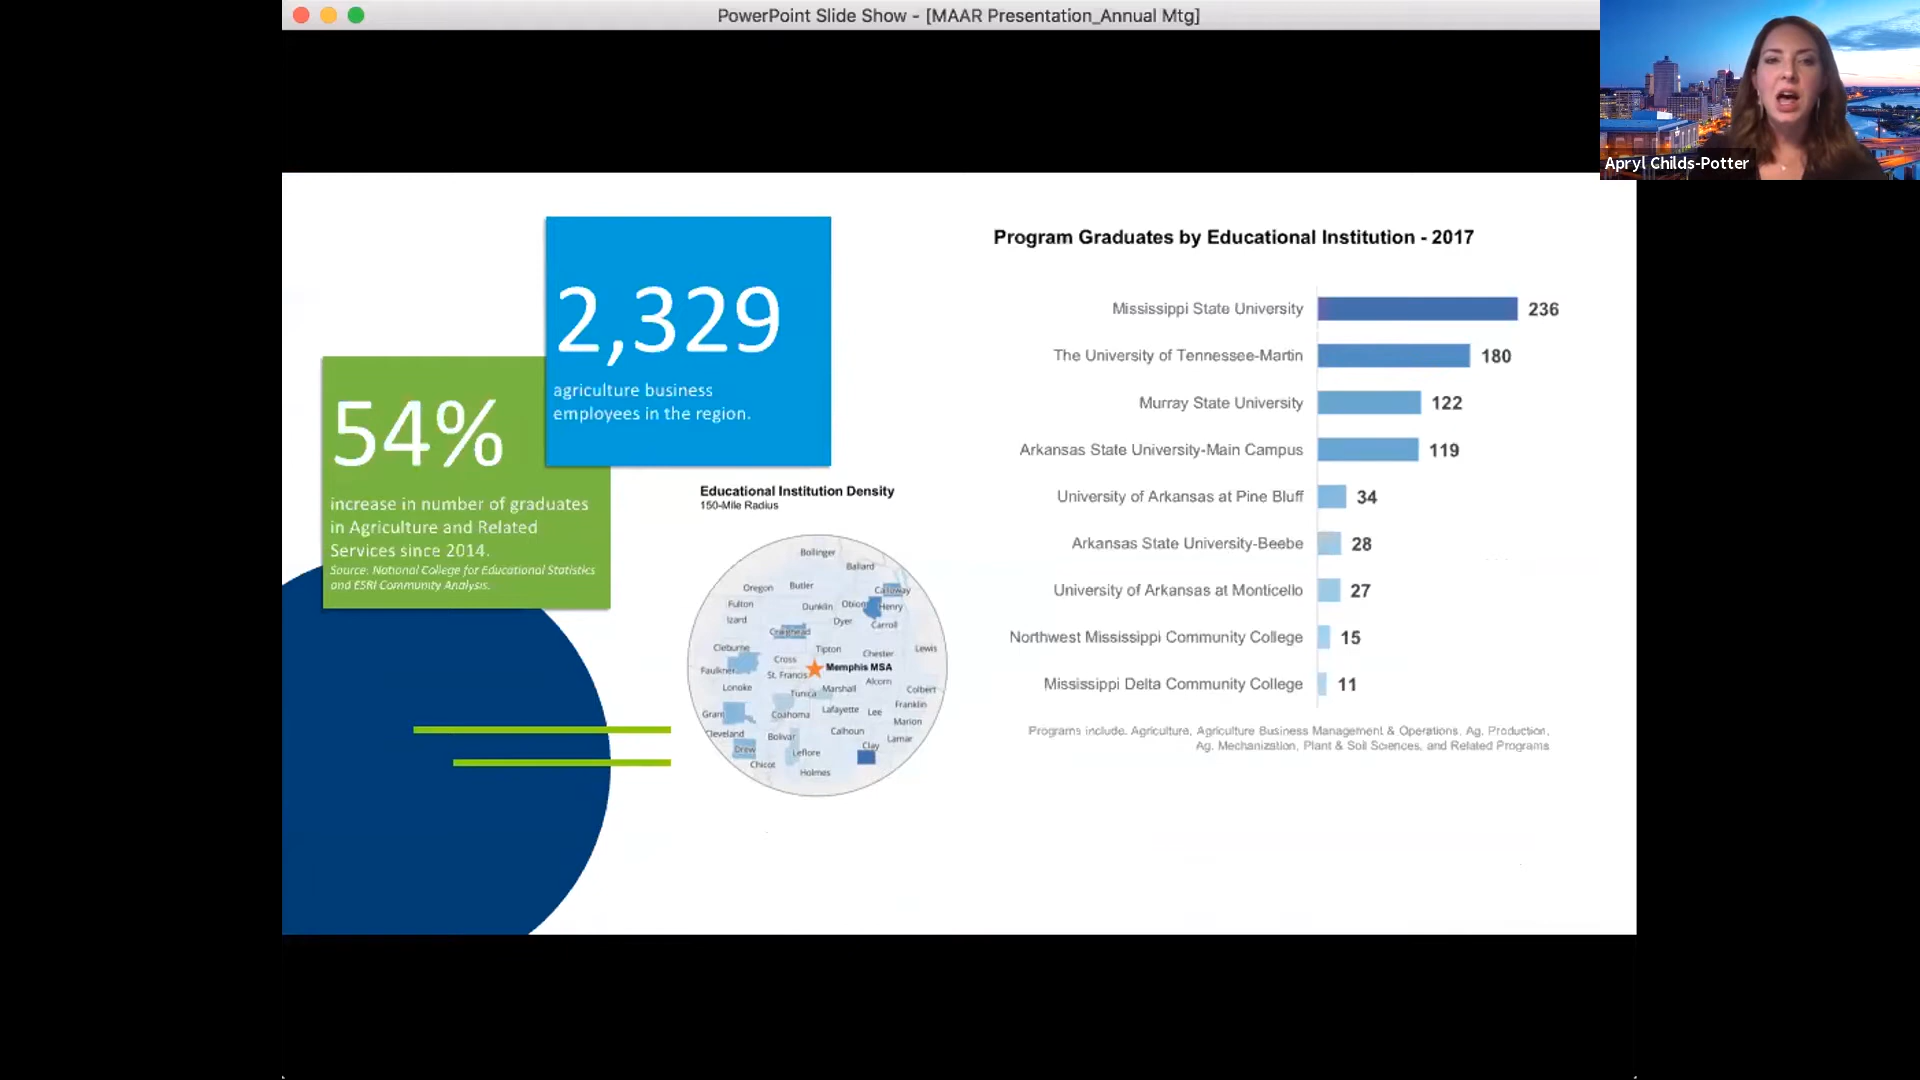 PowerPoint Slide Show - [MAAR Presentation_Annual Mtg]
Apryl Childs-Potter
2,329
agriculture business
employees in the region.
54%
increase in number of graduates
in Agriculture and Related
Services since 2014.
Source: National College for Educational Statistics
and ESRI Community Analysis.
Educational Institution Density
150-Mile Radius
Bollinger
Ballard
Oregon
Butler
Calloway
Fulton
Dunklin
Obion
Henry
Izard
Dyer
Carroll
Craighead
Cleburne
Tipton
Chester
Lewis
Cross
Faulkner
Memphis MSA
St. Francis
Alcorn
Lonoke
Tunica
Marshall
Colbert
Franklin
Grant
Coahoma
Lafayette
Lee
Marion
Cleveland
Bolivar
Calhoun
Lamar
Drew
Leflore
Clay
Chicot
Holmes
Program Graduates by Educational Institution - 2017
Mississippi State University 236
The University of Tennessee-Martin 180
Murray State University 122
Arkansas State University-Main Campus 119
University of Arkansas at Pine Bluff 34
Arkansas State University-Beebe 28
University of Arkansas at Monticello 27
Northwest Mississippi Community College 15
Mississippi Delta Community College 11
Programs include. Agriculture, Agriculture Business Management & Operations. Ag. Production,
Ag. Mechanization, Plant & Soil Sciences, and Related Programs